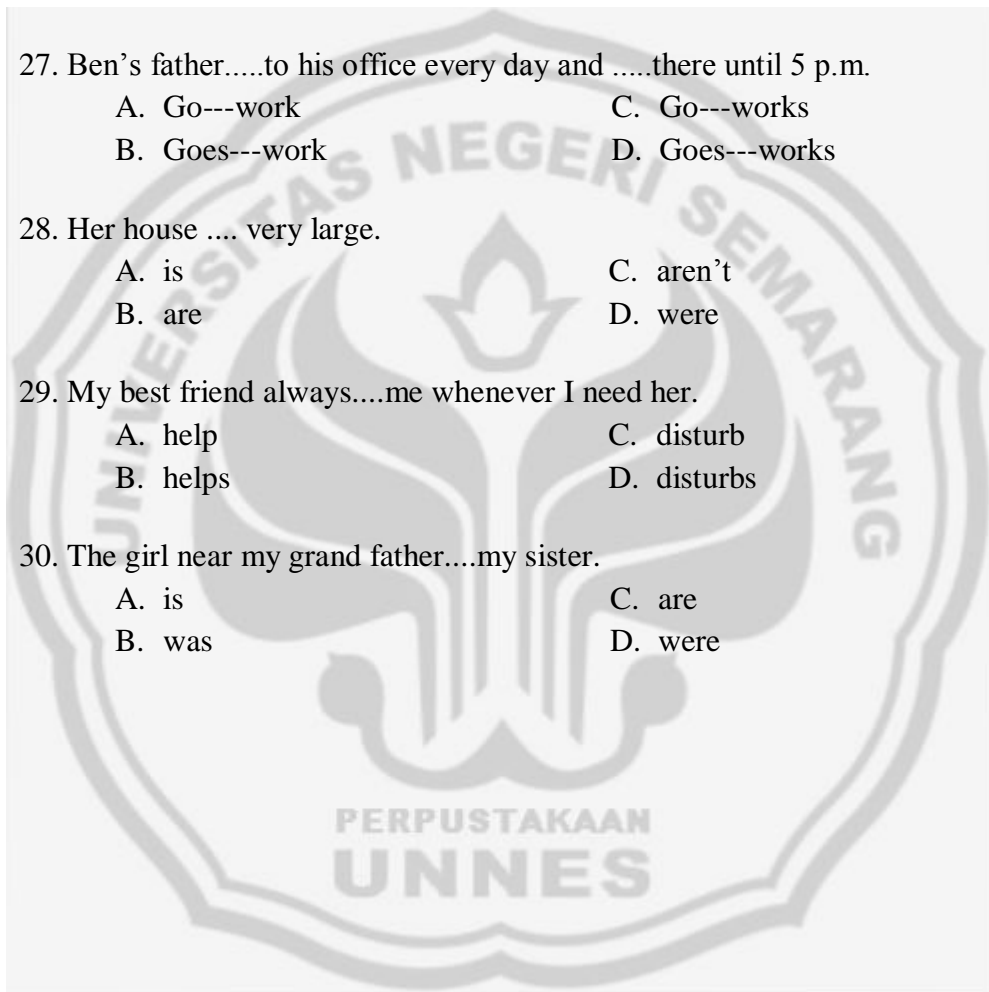 27. Ben’s father.....to his office every day and .....there until 5 p.m.
A. Go---work C. Go---works
B. Goes---work D. Goes---works
28. Her house .... very large.
A. is C. aren’t
B. are D. were
29. My best friend always....me whenever I need her.
A. help C. disturb
B. helps D. disturbs
30. The girl near my grand father....my sister.
A. is C. are
B. was D. were
UNIVERSITAS NEGERI SEMARANG
PERPUSTAKAAN
UNNES